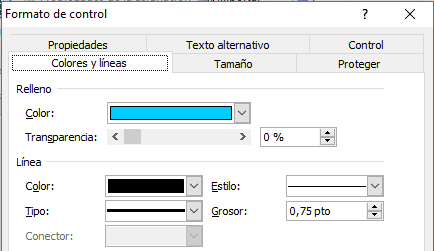 Formato de control
Propiedades Texto alternativo Control
Colores y líneas Tamaño Proteger
Relleno
Color:
Transparencia: 0 %
Línea
Color: Estilo:
Tipo: Grosor: 0,75 pto
Conector: